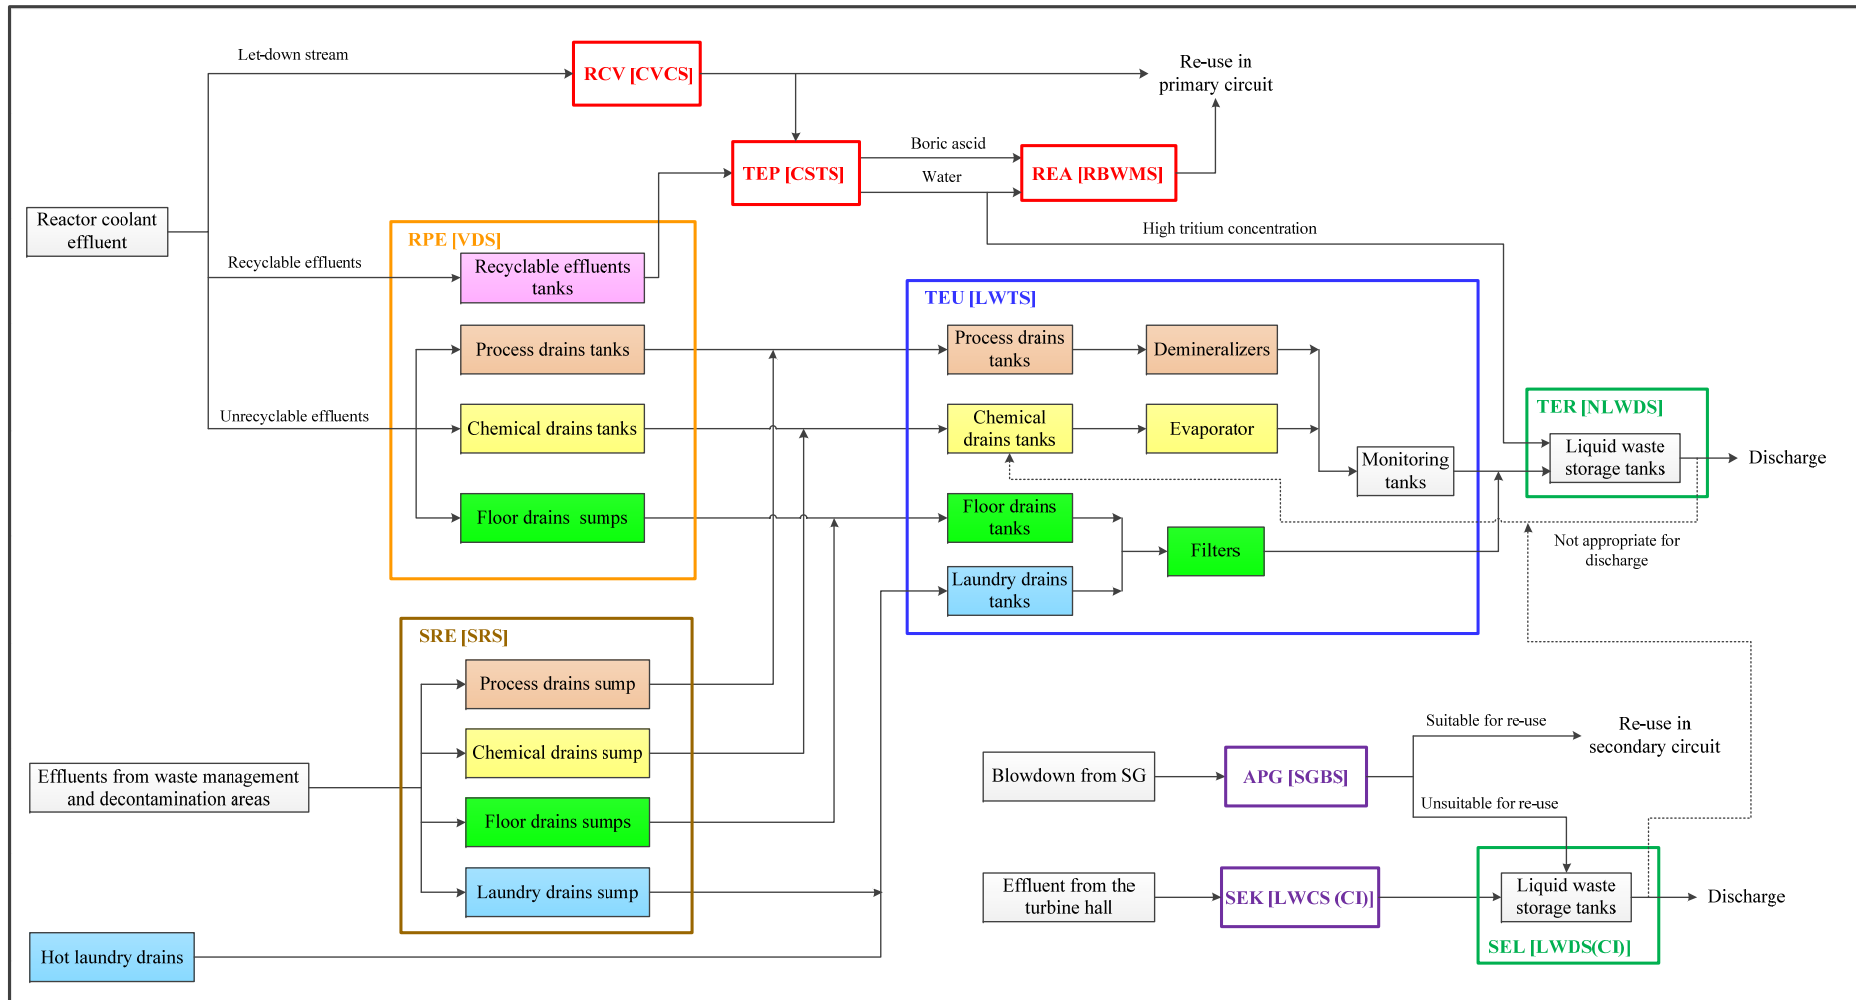 Let-down stream
RCV [CVCS]
Re-use in
primary circuit
Boric ascid
TEP [CSTS]
REA [RBWMS]
Water
Reactor coolant
effluent
High tritium concentration
RPE [VDS]
Recyclable effluents
Recyclable effluents
tanks
TEU [LWTS]
Process drains tanks
Process drains
tanks
Demineralizers
Unrecyclable effluents
Chemical drains tanks
Chemical
drains tanks
Evaporator
TER [NLWDS]
Liquid waste
storage tanks
Discharge
Monitoring
tanks
Floor drains sumps
Floor drains
tanks
Filters
Not appropriate for
discharge
Laundry drains
tanks
SRE [SRS]
Process drains sump
Chemical drains sump
Effluents from waste management
and decontamination areas
Floor drains sumps
Laundry drains sump
Hot laundry drains
Suitable for re-use
Re-use in
secondary circuit
Blowdown from SG
APG [SGBS]
Unsuitable for re-use
Effluent from the
turbine hall
SEK [LWCS (CI)]
Liquid waste
storage tanks
Discharge
SEL [LWDS(CI)]